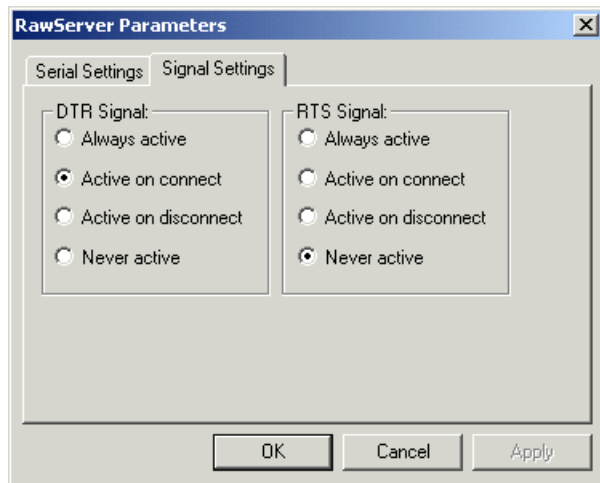 RawServer Parameters
Serial Settings Signal Settings
DTR Signal: RTS Signal:
Always active Always active
Active on connect Active on connect
Active on disconnect Active on disconnect
Never active Never active
OK Cancel Apply